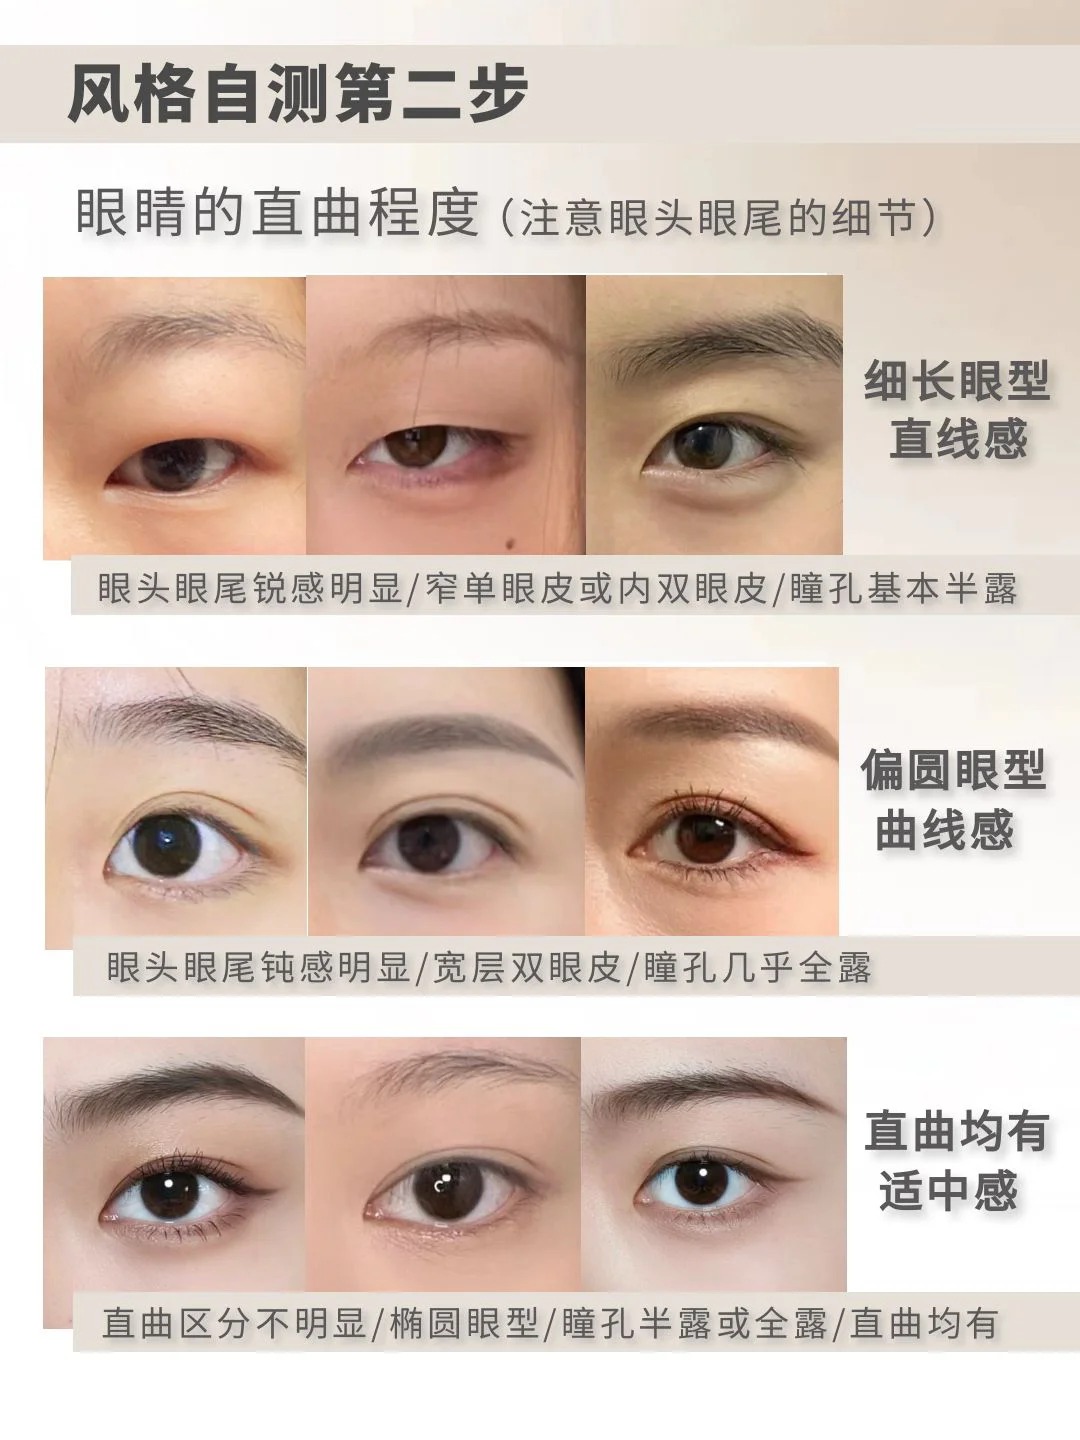 风格自测第二步
眼睛的直曲程度（注意眼头眼尾的细节）
细长眼型
直线感
眼头眼尾锐感明显/窄单眼皮或内双眼皮/瞳孔基本半露
偏圆眼型
曲线感
眼头眼尾钝感明显/宽层双眼皮/瞳孔几乎全露
直曲均有
适中感
直曲区分不明显/椭圆眼型/瞳孔半露或全露/直曲均有